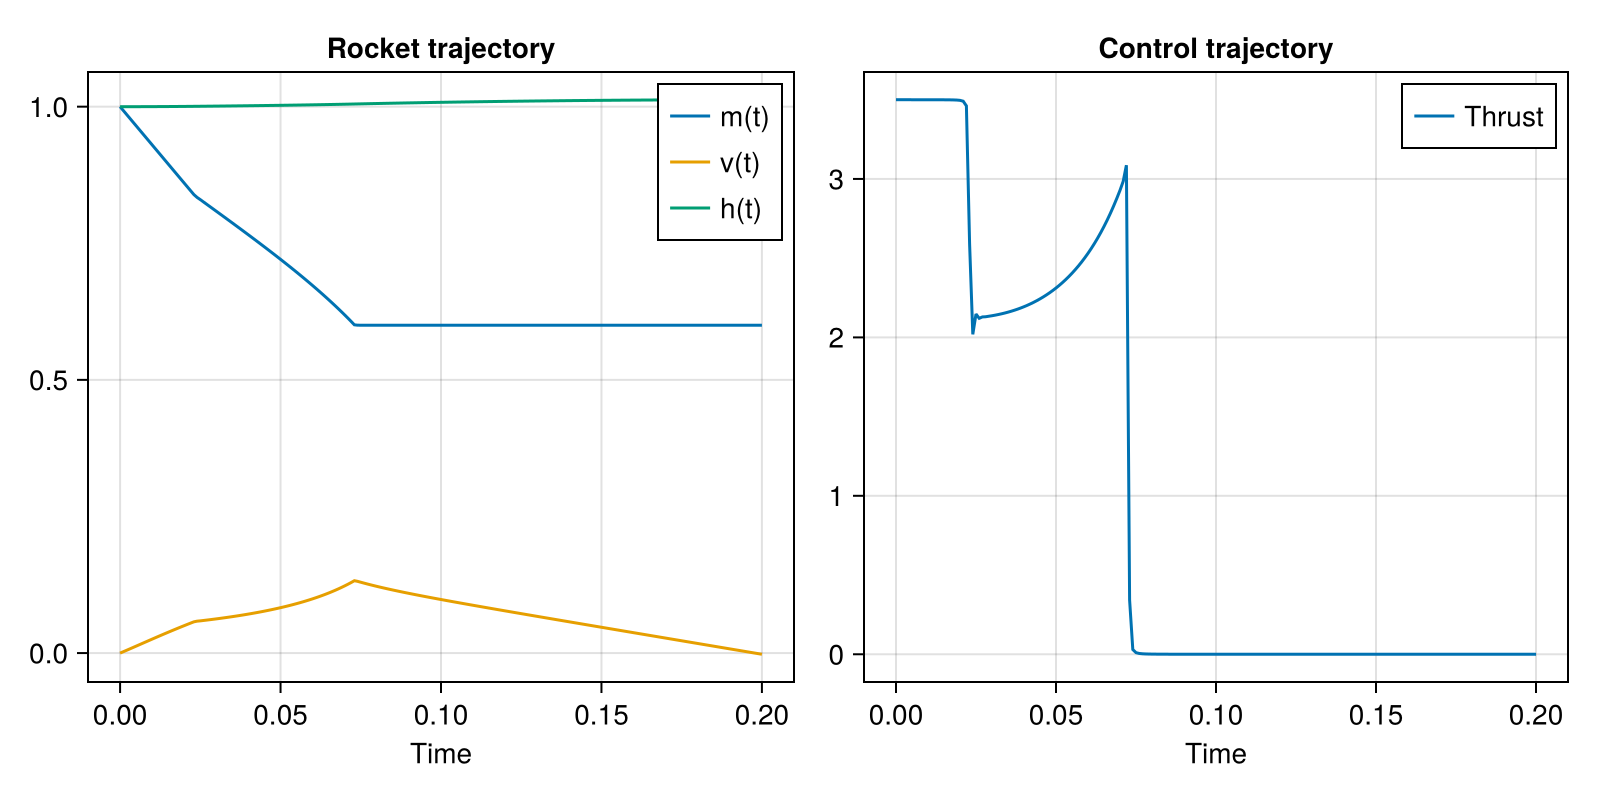 Rocket trajectory
1.0
0.5
0.0
m(t)
v(t)
h(t)
0.00 0.05 0.10 0.15 0.20
Time
Control trajectory
3
2
1
0
Thrust
0.00 0.05 0.10 0.15 0.20
Time